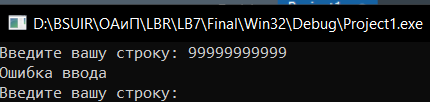 D:\BSUIR\ОАиП\LBR\LB7\Final\Win32\Debug\Project1.exe
Введите вашу строку: 99999999999
Ошибка ввода
Введите вашу строку: